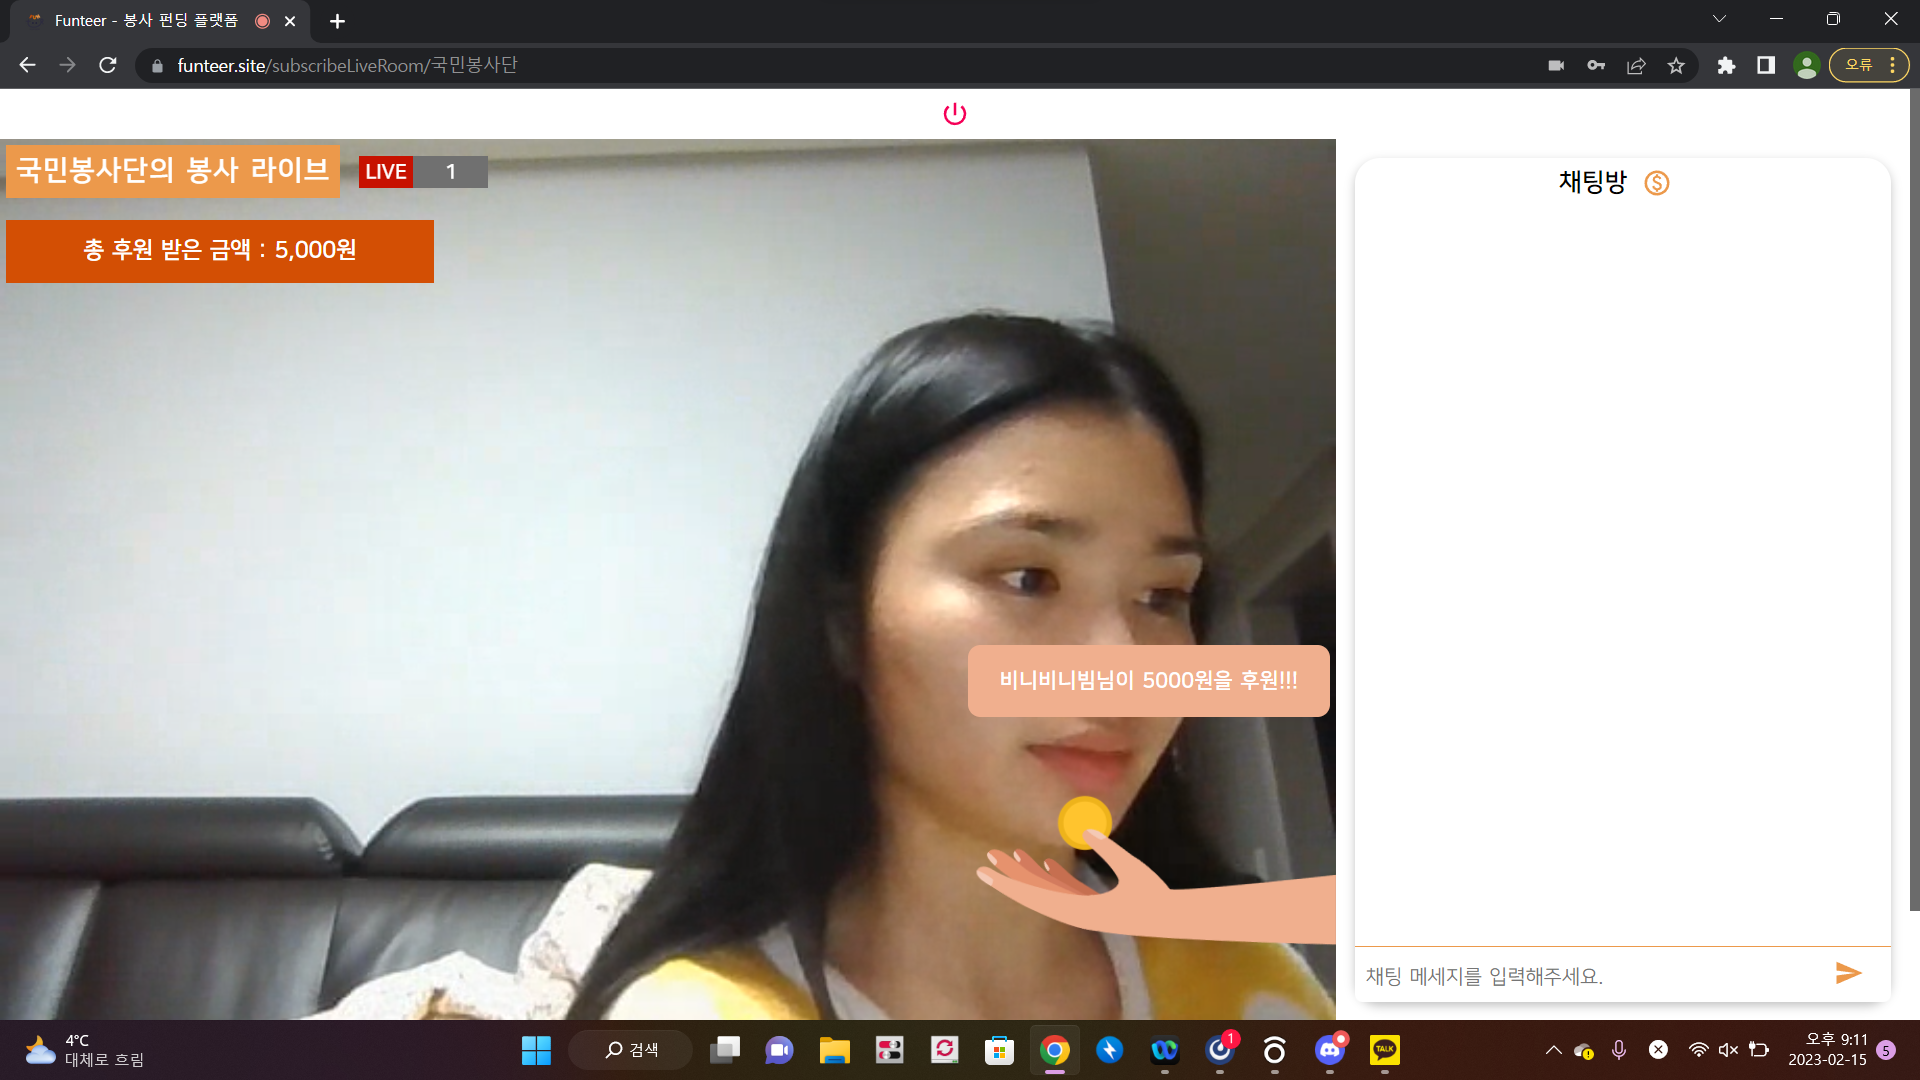 Funteer - 봉사 펀딩 플랫폼
funteer.site/subscribeLiveRoom/국민봉사단
오류
국민봉사단의 봉사 라이브
LIVE 1
총 후원 받은 금액 : 5,000원
채팅방
비니비니빔님이 5000원을 후원!!!
채팅 메세지를 입력해주세요.
4°C
대체로 흐림
검색
1
TALK
오후 9:11
2023-02-15
5